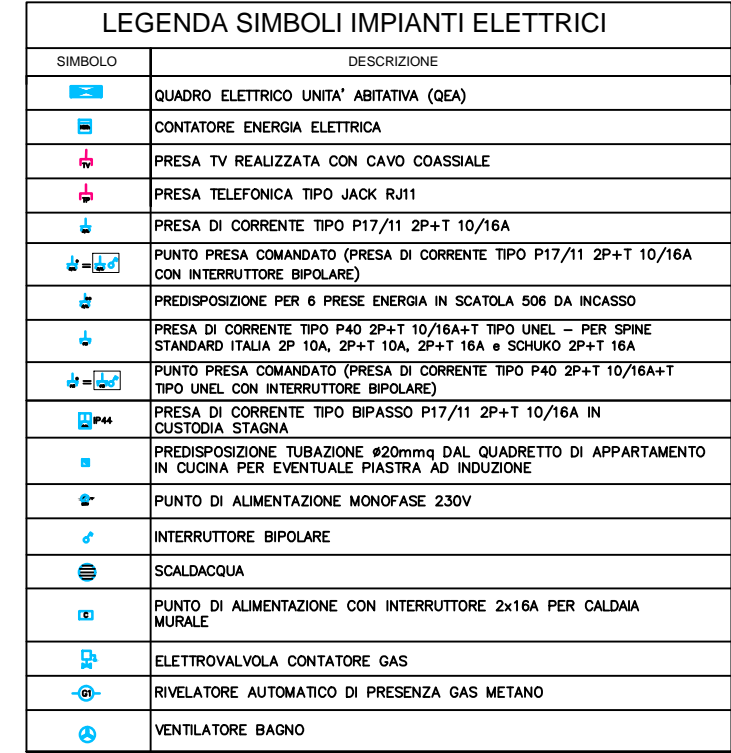 LEGENDA SIMBOLI IMPIANTI ELETTRICI
SIMBOLO DESCRIZIONE
QUADRO ELETTRICO UNITA' ABITATIVA (QEA)
CONTATORE ENERGIA ELETTRICA
TV PRESA TV REALIZZATA CON CAVO COASSIALE
TP PRESA TELEFONICA TIPO JACK RJ11
PRESA DI CORRENTE TIPO P17/11 2P+T 10/16A
= PUNTO PRESA COMANDATO (PRESA DI CORRENTE TIPO P17/11 2P+T 10/16A
CON INTERRUTTORE BIPOLARE)
PREDISPOSIZIONE PER 6 PRESE ENERGIA IN SCATOLA 506 DA INCASSO
PRESA DI CORRENTE TIPO P40 2P+T 10/16A+T TIPO UNEL – PER SPINE
STANDARD ITALIA 2P 10A, 2P+T 10A, 2P+T 16A e SCHUKO 2P+T 16A
= PUNTO PRESA COMANDATO (PRESA DI CORRENTE TIPO P40 2P+T 10/16A+T
TIPO UNEL CON INTERRUTTORE BIPOLARE)
IP44 PRESA DI CORRENTE TIPO BIPASSO P17/11 2P+T 10/16A IN
CUSTODIA STAGNA
PREDISPOSIZIONE TUBAZIONE ø20mmq DAL QUADRETTO DI APPARTAMENTO
IN CUCINA PER EVENTUALE PIASTRA AD INDUZIONE
PUNTO DI ALIMENTAZIONE MONOFASE 230V
INTERRUTTORE BIPOLARE
SCALDACQUA
C PUNTO DI ALIMENTAZIONE CON INTERRUTTORE 2x16A PER CALDAIA
MURALE
ELETTROVALVOLA CONTATORE GAS
G1 RIVELATORE AUTOMATICO DI PRESENZA GAS METANO
VENTILATORE BAGNO